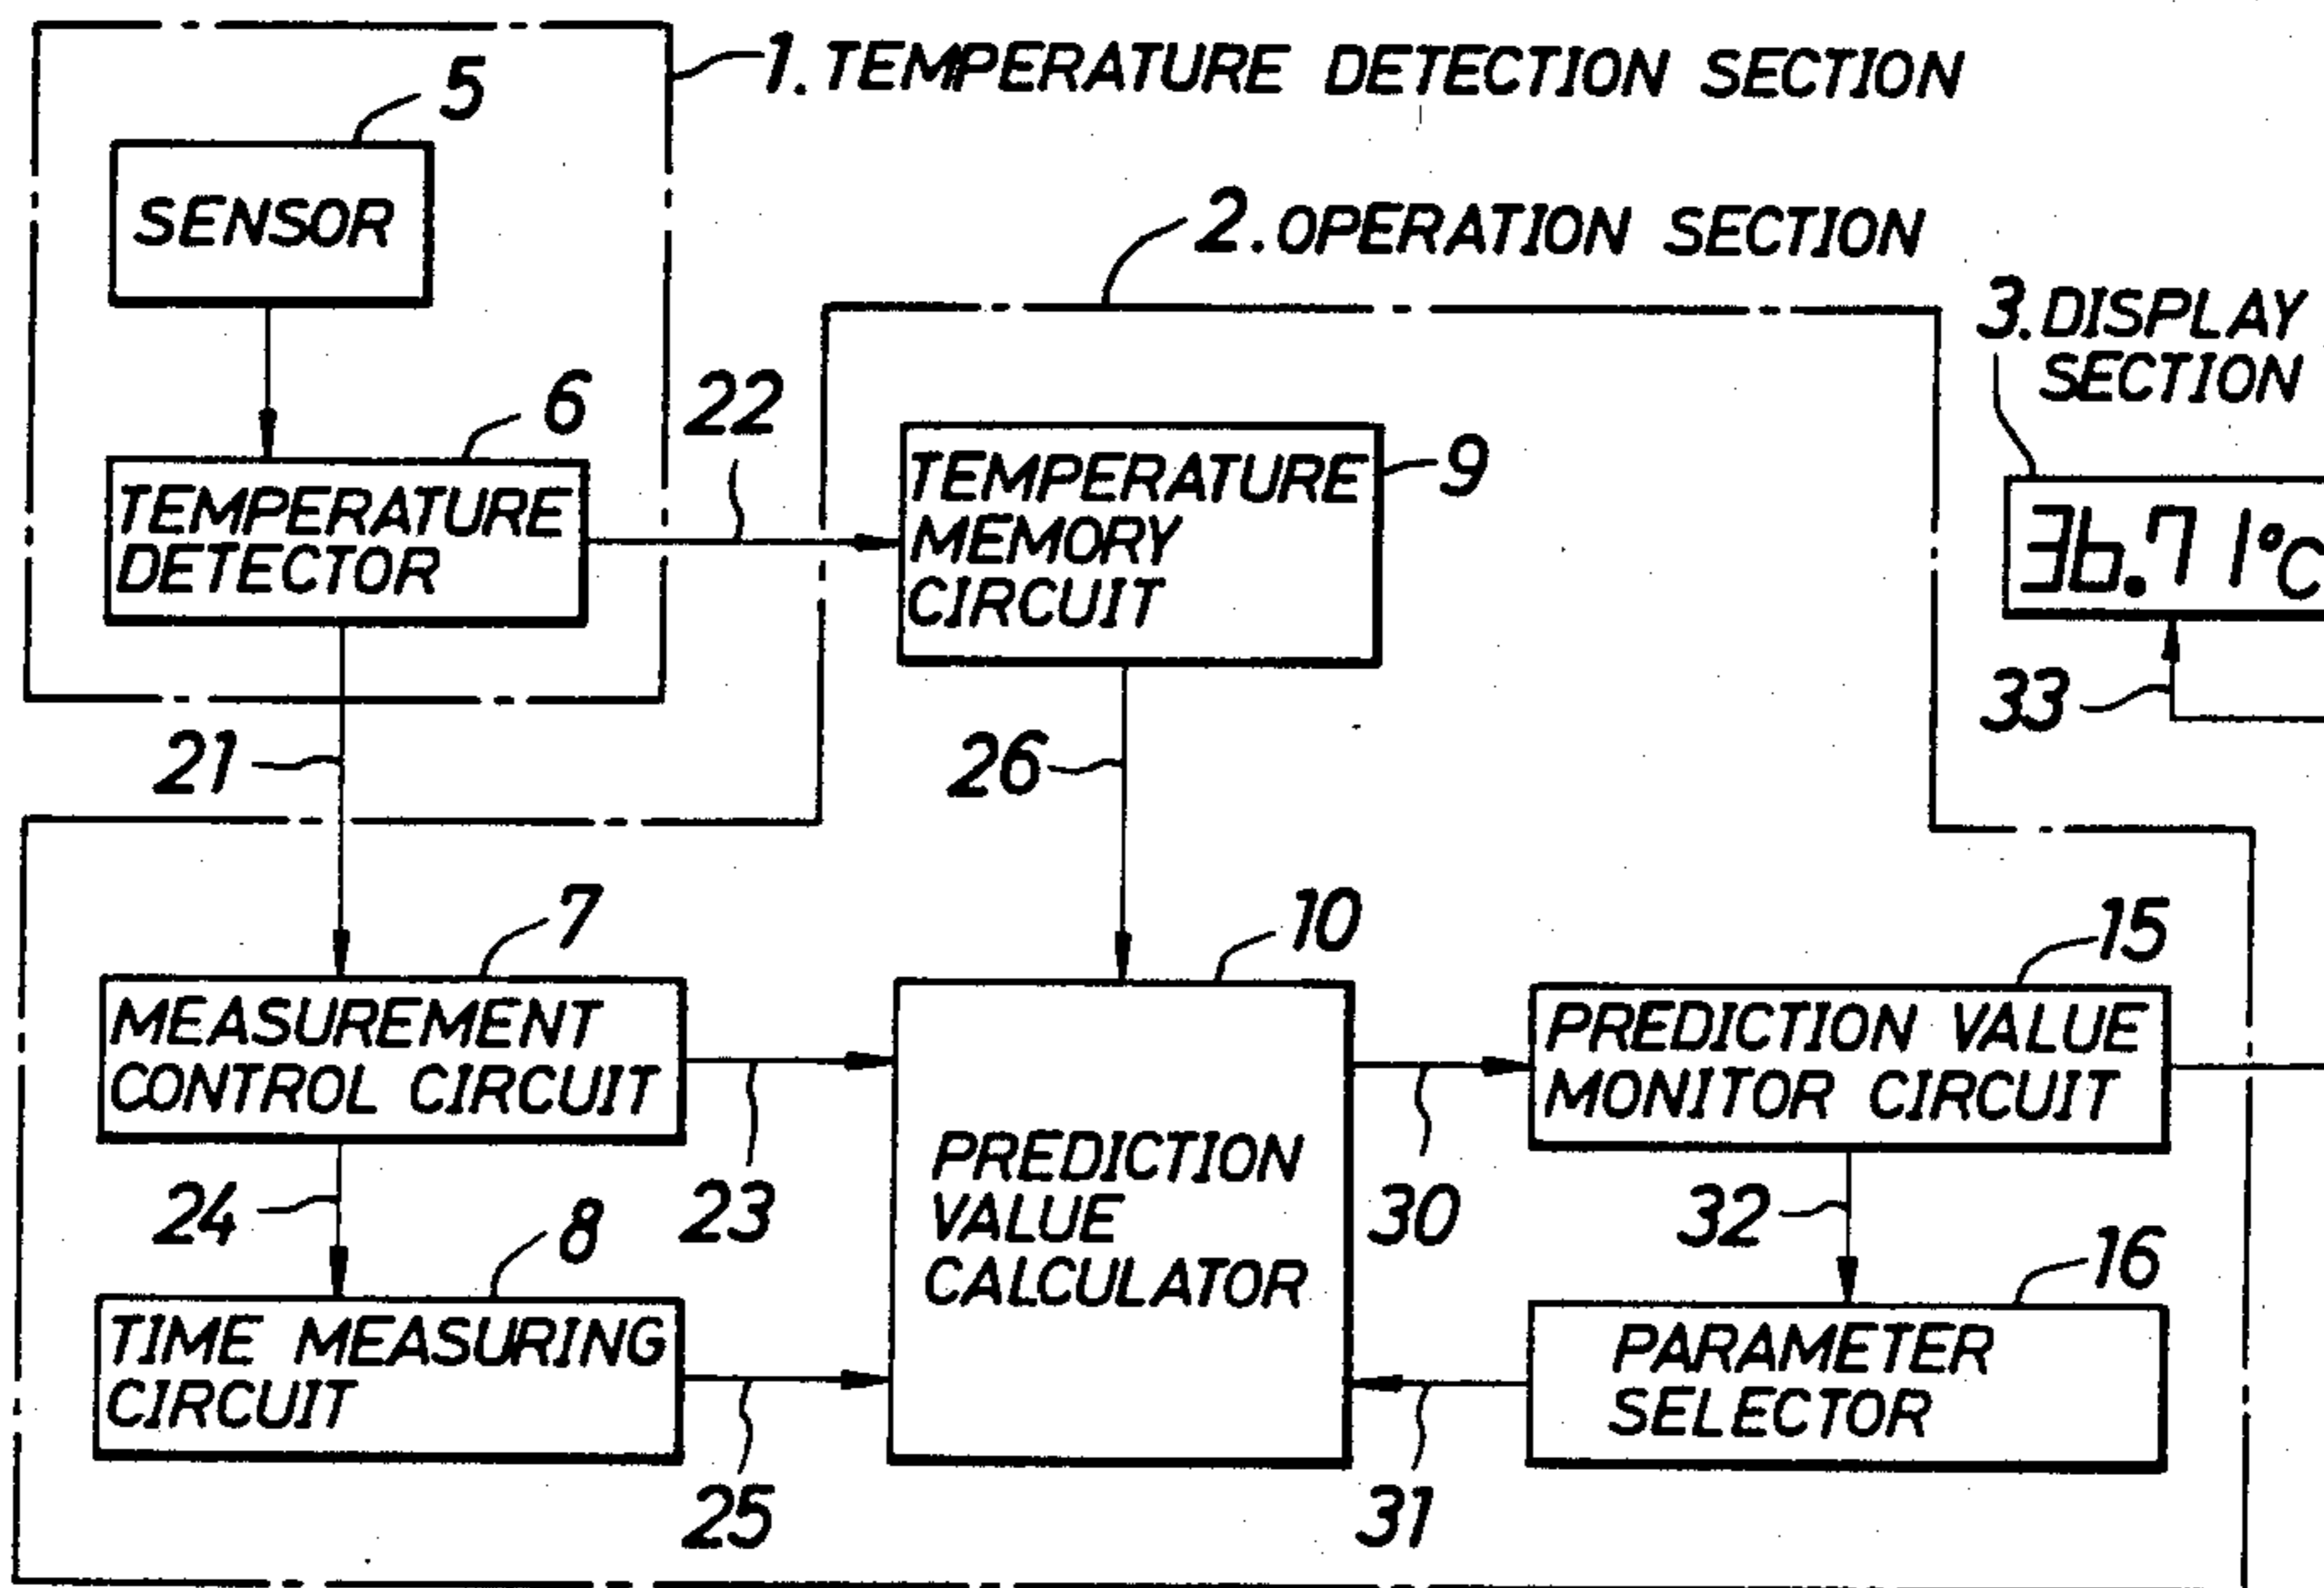 1. TEMPERATURE DETECTION SECTION
5
SENSOR
2. OPERATION SECTION
3. DISPLAY
SECTION
6
22
TEMPERATURE
DETECTOR
TEMPERATURE
MEMORY
CIRCUIT
9
36.71°C
33
21
26
7
10
15
MEASUREMENT
CONTROL CIRCUIT
PREDICTION VALUE
MONITOR CIRCUIT
23
PREDICTION
VALUE
CALCULATOR
30
24
8
32
16
TIME MEASURING
CIRCUIT
PARAMETER
SELECTOR
25
31